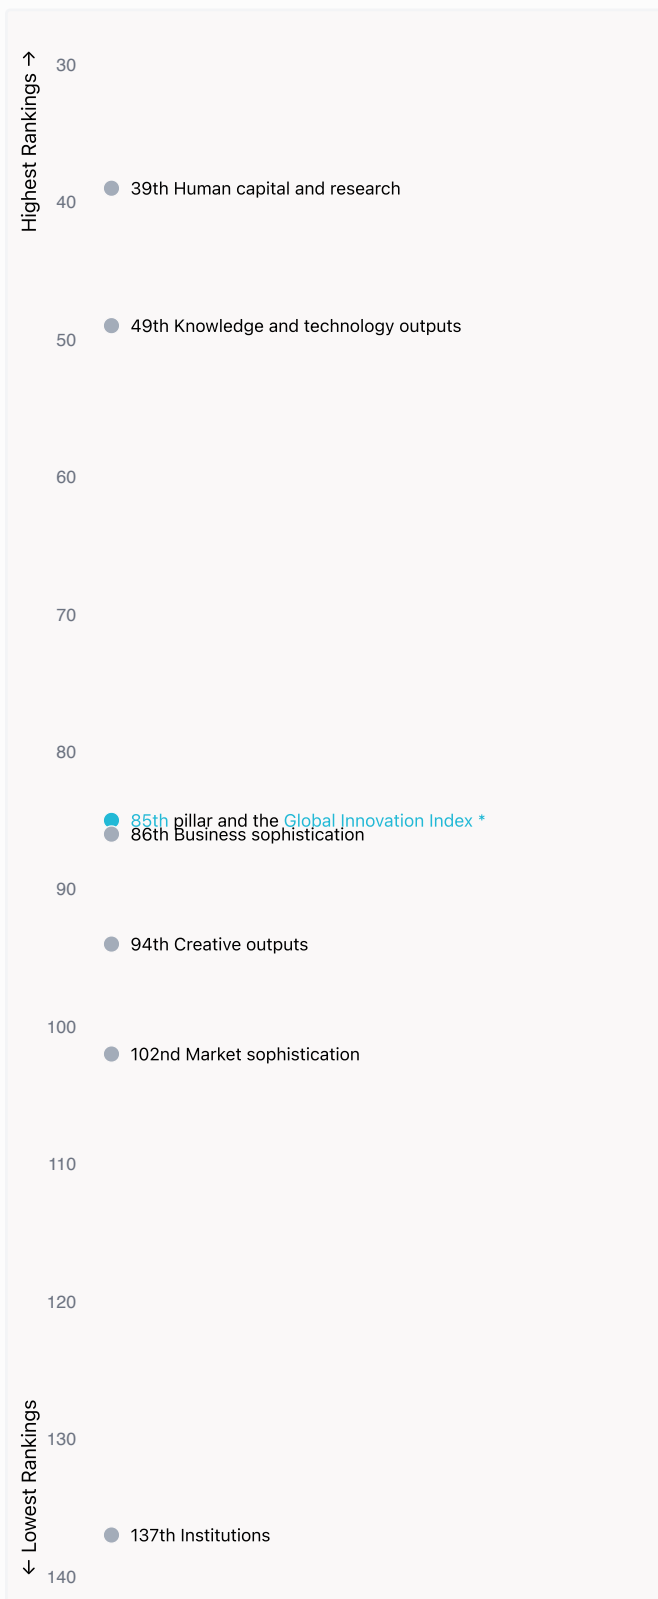 Highest Rankings →
30
39th Human capital and research
40
49th Knowledge and technology outputs
50
60
70
80
85th pillar and the Global Innovation Index *
86th Business sophistication
90
94th Creative outputs
100
102nd Market sophistication
110
120
← Lowest Rankings
130
137th Institutions
140